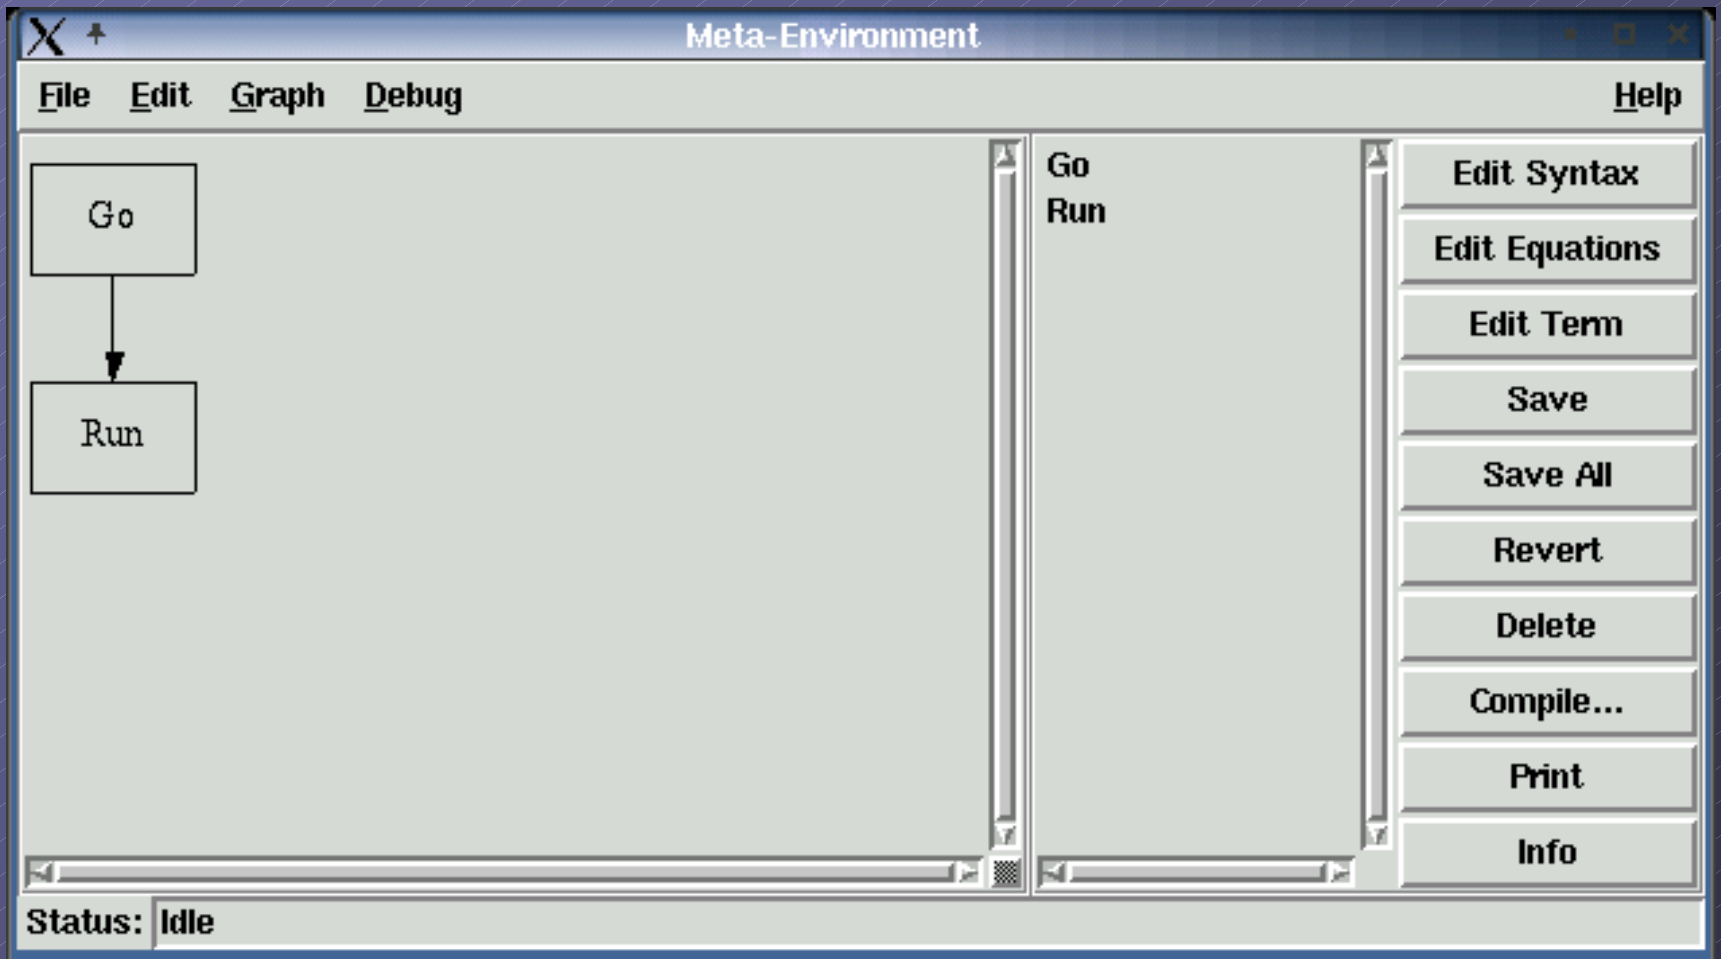 Meta-Environment
File Edit Graph Debug Help
Go
Run
Go
Run
Edit Syntax
Edit Equations
Edit Term
Save
Save All
Revert
Delete
Compile...
Print
Info
Status: Idle